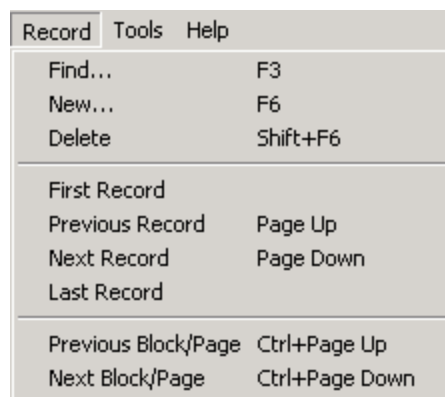 Record Tools Help
Find... F3
New... F6
Delete Shift+F6
First Record
Previous Record Page Up
Next Record Page Down
Last Record
Previous Block/Page Ctrl+Page Up
Next Block/Page Ctrl+Page Down